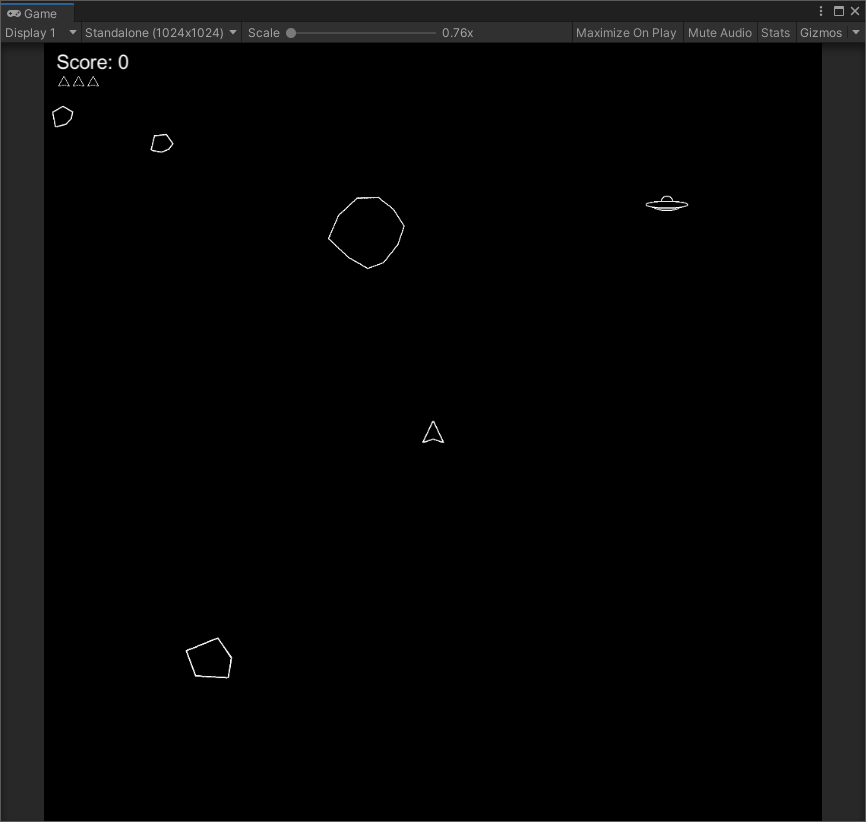 Game
Display 1 Standalone (1024x1024) Scale 0.76x Maximize On Play Mute Audio Stats Gizmos
Score: 0